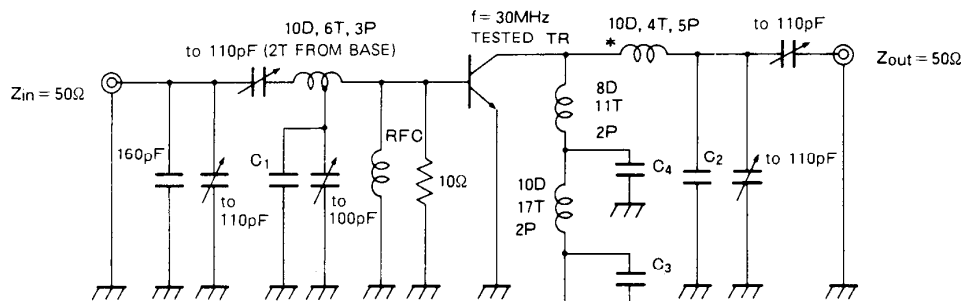 f = 30MHz
TESTED TR
10D, 6T, 3P
to 110pF (2T FROM BASE)
* 10D, 4T, 5P
to 110pF
Zin = 50Ω
Zout = 50Ω
8D
11T
2P
160pF
C1
RFC
10Ω
C4
C2
to 110pF
to
110pF
to
100pF
10D
17T
2P
C3